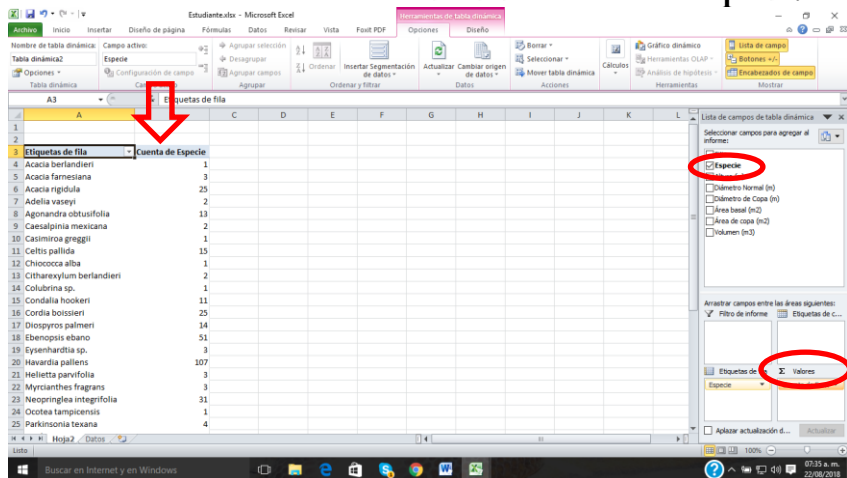 Estudiante.xlsx - Microsoft Excel
Herramientas de tabla dinámica
Archivo Inicio Insertar Diseño de página Fórmulas Datos Revisar Vista Foxit PDF Opciones Diseño
Nombre de tabla dinámica:
Tabla dinámica2
Opciones
Tabla dinámica
Campo activo:
Especie
Configuración de campo
Agrupar selección
Desagrupar
Agrupar campos
Agrupar
Ordenar
Insertar Segmentación de datos
Ordenar y filtrar
Actualizar
Cambiar origen de datos
Datos
Borrar
Seleccionar
Mover tabla dinámica
Acciones
Cálculos
Gráfico dinámico
Herramientas OLAP
Análisis de hipótesis
Herramientas
Lista de campo
Botones +/-
Encabezados de campo
Mostrar
A3 Etiquetas de fila
A C D E F G H I J K L
1
2
3 Etiquetas de fila Cuenta de Especie
4 Acacia berlandieri 1
5 Acacia farnesiana 3
6 Acacia rigidula 25
7 Adelia vaseyi 2
8 Agonandra obtusifolia 13
9 Caesalpinia mexicana 2
10 Casimiroa greggii 1
11 Celtis pallida 15
12 Chiococca alba 1
13 Citharexylum berlandieri 2
14 Colubrina sp. 1
15 Condalia hookeri 11
16 Cordia boissieri 25
17 Diospyros palmeri 14
18 Ebenopsis ebano 51
19 Eysenhardtia sp. 3
20 Havardia pallens 107
21 Helietta parvifolia 3
22 Myrcianthes fragrans 3
23 Neopringlea integrifolia 31
24 Ocotea tampicensis 1
25 Parkinsonia texana 4
Lista de campos de tabla dinámica
Seleccionar campos para agregar al informe:
Especie
Diámetro Normal (m)
Diámetro de Copa (m)
Área basal (m2)
Área de copa (m2)
Volumen (m3)
Arrastrar campos entre las áreas siguientes:
Filtro de informe Etiquetas de c...
Etiquetas de Σ Valores
Especie
Aplazar actualización d... Actualizar
Hoja2 Datos
Listo 100%
Buscar en Internet y en Windows
07:35 a. m.
22/08/2018